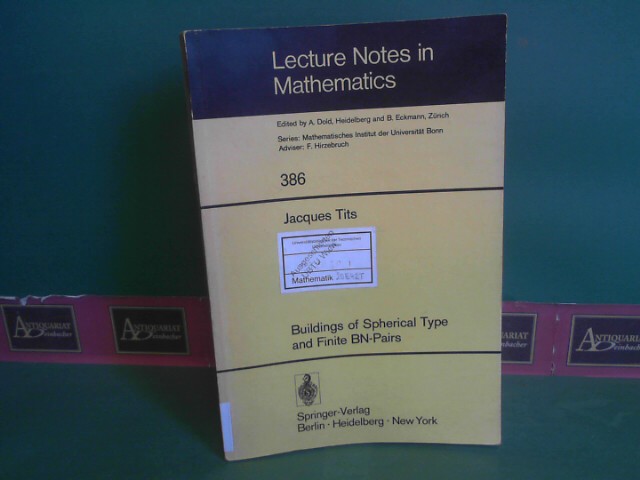 Lecture Notes in
Mathematics
Edited by A. Dold, Heidelberg and B. Eckmann, Zürich
Series: Mathematisches Institut der Universität Bonn
Adviser: F. Hirzebruch
386
Jacques Tits
Mathematik
Buildings of Spherical Type
and Finite BN-Pairs
Springer-Verlag
Berlin · Heidelberg · New York
ANTIQUARIAT
ANTIQUARIAT
ANTIQUARIAT